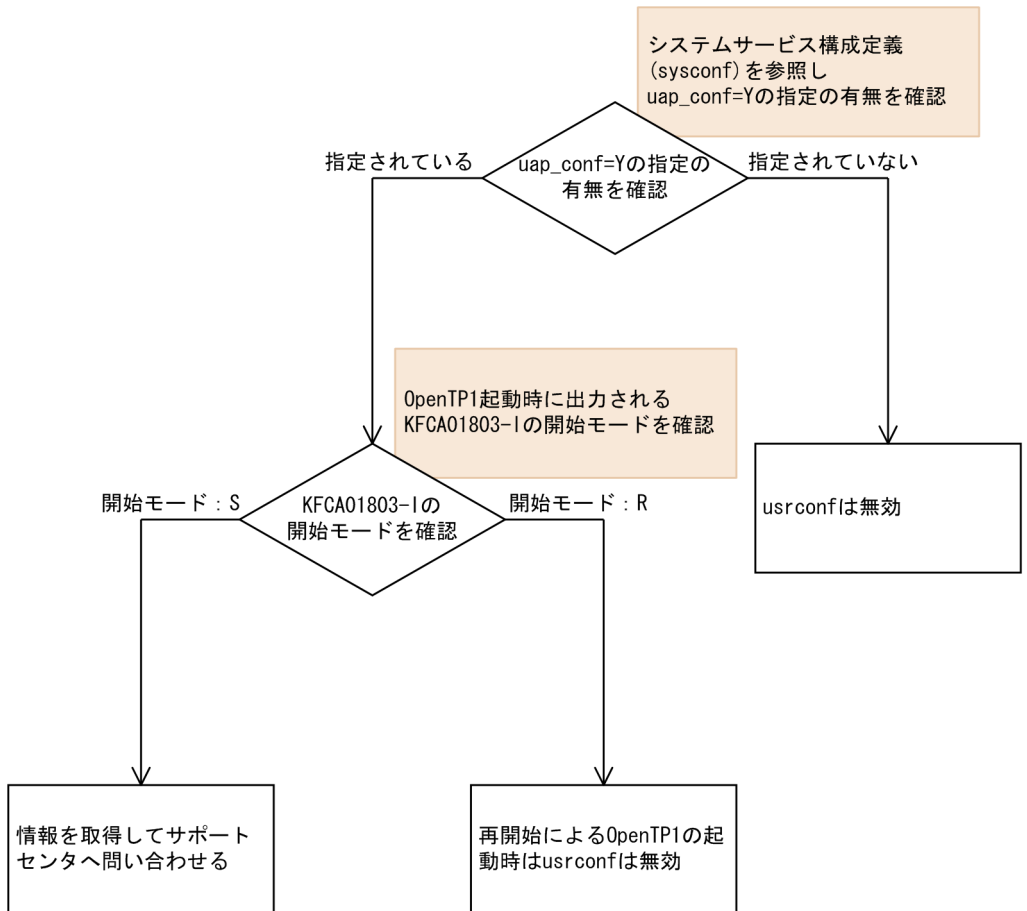 システムサービス構成定義
(sysconf)を参照し
uap_conf=Yの指定の有無を確認
指定されている
uap_conf=Yの指定の
有無を確認
指定されていない
OpenTP1起動時に出力される
KFCA01803-Iの開始モードを確認
開始モード：S
KFCA01803-Iの
開始モードを確認
開始モード：R
usrconfは無効
情報を取得してサポート
センタへ問い合わせる
再開始によるOpenTP1の起
動時はusrconfは無効